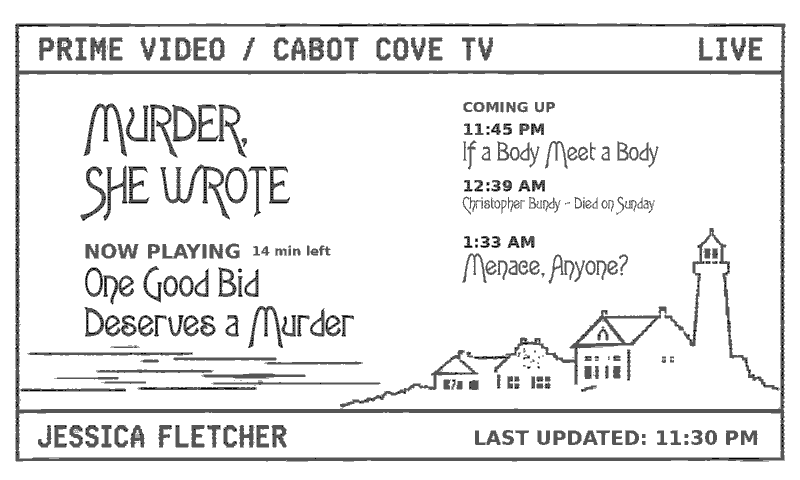 PRIME VIDEO / CABOT COVE TV
LIVE
MURDER,
SHE WROTE
NOW PLAYING 14 min left
One Good Bid
Deserves a Murder
COMING UP
11:45 PM
If a Body Meet a Body
12:39 AM
Christopher Bundy - Died on Sunday
1:33 AM
Menace, Anyone?
JESSICA FLETCHER
LAST UPDATED: 11:30 PM